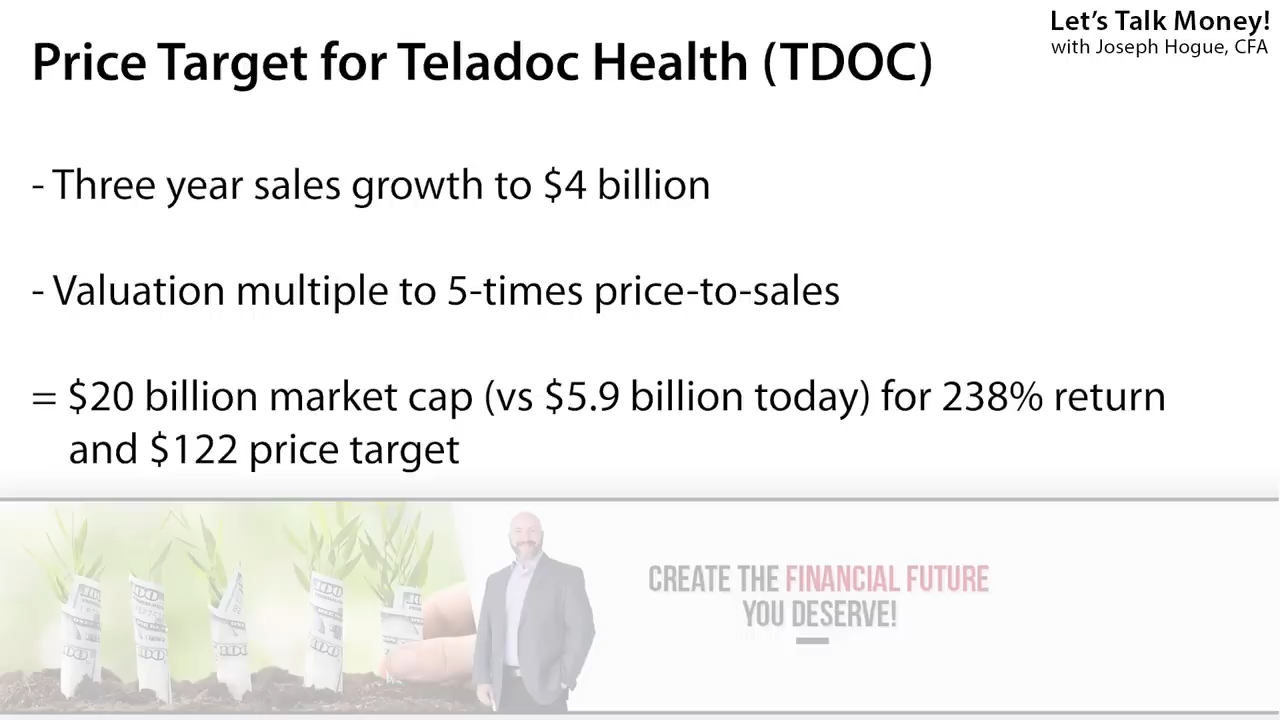 Let's Talk Money!
with Joseph Hogue, CFA
Price Target for Teladoc Health (TDOC)
- Three year sales growth to $4 billion
- Valuation multiple to 5-times price-to-sales
= $20 billion market cap (vs $5.9 billion today) for 238% return
and $122 price target
CREATE THE FINANCIAL FUTURE
YOU DESERVE!